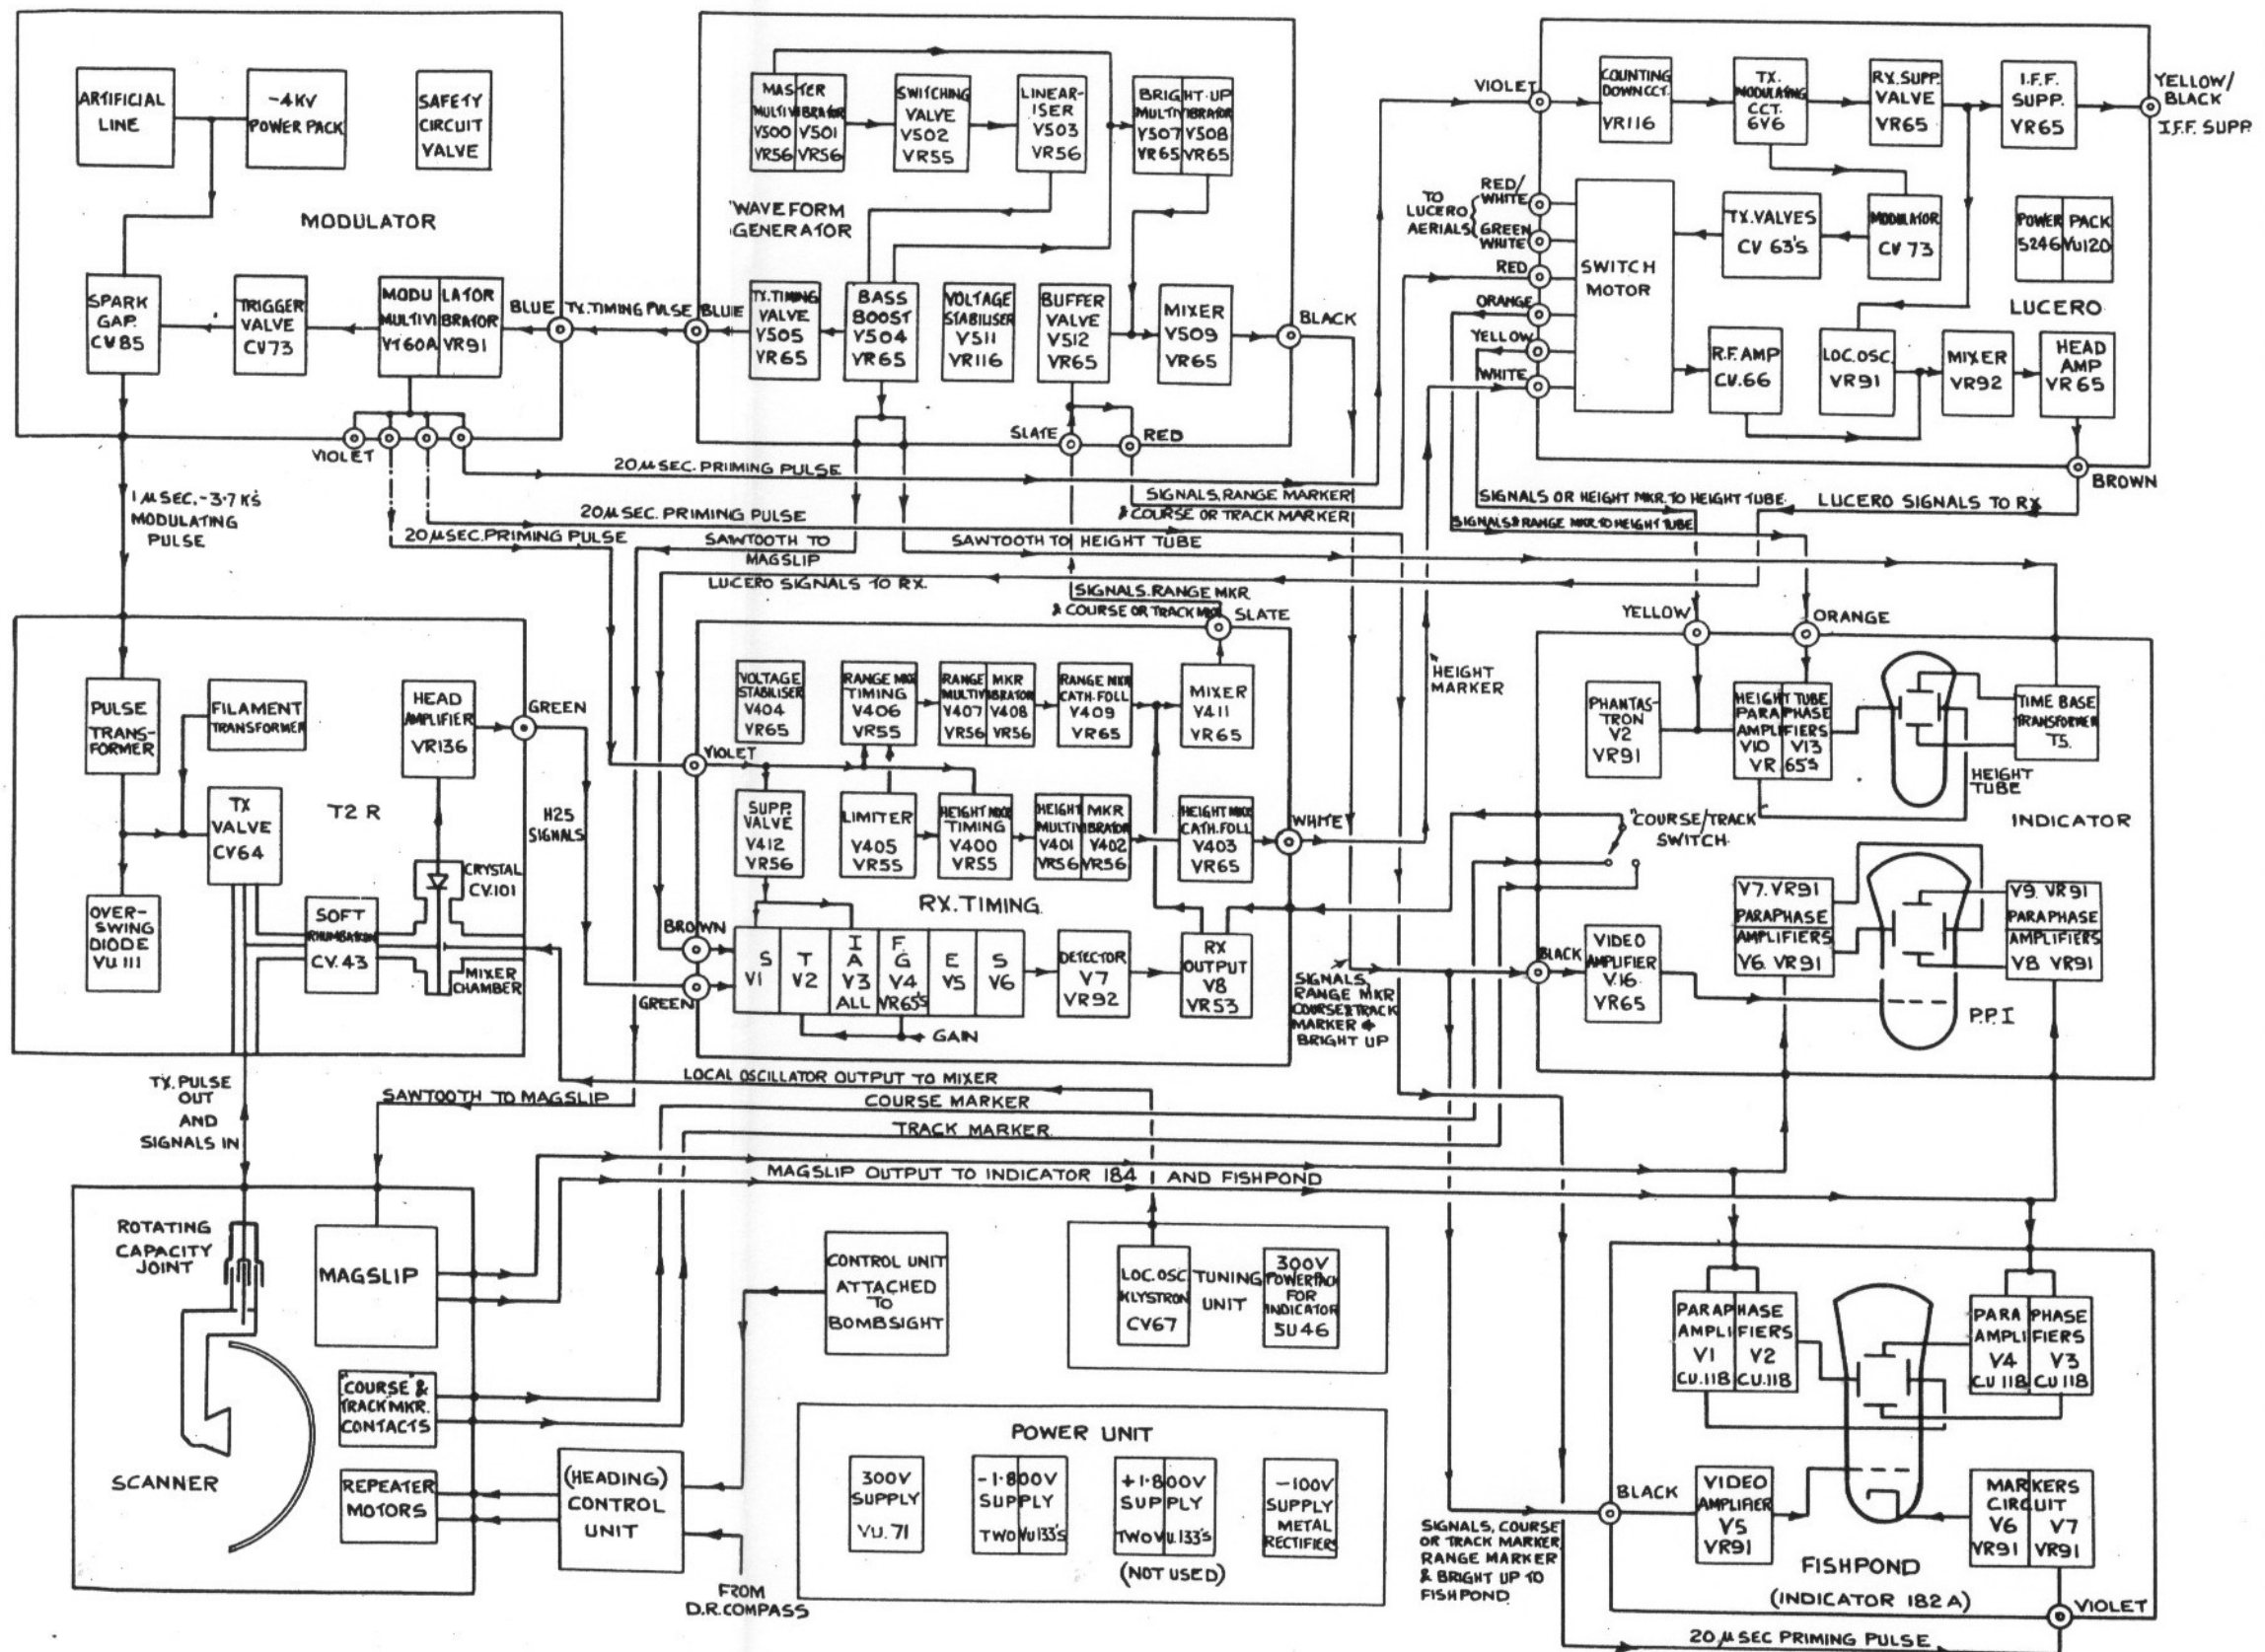 ARTIFICIAL
LINE
-4KV
POWER PACK
SAFETY
CIRCUIT
VALVE
MODULATOR
SPARK
GAP.
CV85
TRIGGER
VALVE
CV73
MODULATOR
MULTIVIBRATOR
VT60A VR91
BLUE
TX.TIMING PULSE
BLUE
VIOLET
1 μSEC.-3·7 K's
MODULATING
PULSE
MASTER
MULTIVIBRATOR
V500 V501
VR56 VR56
SWITCHING
VALVE
V502
VR55
LINEAR-
ISER
V503
VR56
BRIGHT-UP
MULTIVIBRATOR
V507 V508
VR65 VR65
WAVEFORM
GENERATOR
TX.TIMING
VALVE
V505
VR65
BASS
BOOST
V504
VR65
VOLTAGE
STABILISER
V511
VR116
BUFFER
VALVE
V512
VR65
MIXER
V509
VR65
BLACK
SLATE
RED
VIOLET
COUNTING
DOWN CCT.
VR116
TX.
MODULATING
CCT.
6V6
RX.SUPP.
VALVE
VR65
I.F.F.
SUPP.
VR65
YELLOW/
BLACK
I.F.F. SUPP.
TO
LUCERO
AERIALS
RED/
WHITE
GREEN
WHITE
RED
ORANGE
YELLOW
WHITE
SWITCH
MOTOR
TX.VALVES
CV 63'S
MODULATOR
CV 73
POWER PACK
5246 VU120
LUCERO
R.F. AMP
CV.66
LOC.OSC.
VR91
MIXER
VR92
HEAD
AMP
VR65
BROWN
20 μSEC. PRIMING PULSE
20 μSEC. PRIMING PULSE
20 μSEC. PRIMING PULSE
SIGNALS, RANGE MARKER
& COURSE OR TRACK MARKER
SIGNALS OR HEIGHT MKR. TO HEIGHT TUBE
LUCERO SIGNALS TO RX
SIGNALS & RANGE MKR TO HEIGHT TUBE
SAWTOOTH TO
MAGSLIP
SAWTOOTH TO HEIGHT TUBE
LUCERO SIGNALS TO RX.
SIGNALS. RANGE MKR
& COURSE OR TRACK MKR
SLATE
PULSE
TRANS-
FORMER
FILAMENT
TRANSFORMER
HEAD
AMPLIFIER
VR136
GREEN
TX
VALVE
CV64
T2 R
H2S
SIGNALS
OVER-
SWING
DIODE
VU.111
SOFT
RHUMBATRON
CV.43
CRYSTAL
CV.101
MIXER
CHAMBER
TX. PULSE
OUT
AND
SIGNALS IN
VOLTAGE
STABILISER
V404
VR65
RANGE MKR
TIMING
V406
VR55
RANGE MKR
MULTIVIBRATOR
V407 V408
VR56 VR56
RANGE MKR
CATH. FOLL
V409
VR65
MIXER
V411
VR65
VIOLET
SUPP.
VALVE
V412
VR56
LIMITER
V405
VR55
HEIGHT MKR
TIMING
V400
VR55
HEIGHT MKR
MULTIVIBRATOR
V401 V402
VR56 VR56
HEIGHT MKR
CATH. FOLL
V403
VR65
WHITE
HEIGHT
MARKER
RX.TIMING
BROWN
GREEN
I.F.
STAGES
V1 V2 V3 V4 V5 V6
ALL VR65's
GAIN
DETECTOR
V7
VR92
RX
OUTPUT
V8
VR53
SIGNALS,
RANGE MKR
COURSE & TRACK
MARKER &
BRIGHT UP
YELLOW
ORANGE
PHANTAS-
TRON
V2
VR91
HEIGHT TUBE
PARAPHASE
AMPLIFIERS
V10 V13
VR 65's
TIME BASE
TRANSFORMER
T5.
HEIGHT
TUBE
"COURSE/TRACK
SWITCH
INDICATOR
V7. VR91
PARAPHASE
AMPLIFIERS
V6. VR91
V9. VR91
PARAPHASE
AMPLIFIERS
V8 VR91
BLACK
VIDEO
AMPLIFIER
V.16
VR65
P.P.I
LOCAL OSCILLATOR OUTPUT TO MIXER
SAWTOOTH TO MAGSLIP
COURSE MARKER
TRACK MARKER
MAGSLIP OUTPUT TO INDICATOR 184 AND FISHPOND
ROTATING
CAPACITY
JOINT
MAGSLIP
"COURSE" &
TRACK MKR.
CONTACTS
SCANNER
REPEATER
MOTORS
(HEADING)
CONTROL
UNIT
CONTROL UNIT
ATTACHED
TO
BOMBSIGHT
FROM
D.R.COMPASS
LOC. OSC.
KLYSTRON
CV67
TUNING
UNIT
300V
POWERPACK
FOR
INDICATOR
5U46
POWER UNIT
300V
SUPPLY
VU.71
-1·800V
SUPPLY
TWO VU133's
+1·800V
SUPPLY
TWO VU.133's
(NOT USED)
-100V
SUPPLY
METAL
RECTIFIERS
PARAPHASE
AMPLIFIERS
V1 V2
CU.118 CU.118
PARAPHASE
AMPLIFIERS
V4 V3
CU 118 CU 118
BLACK
VIDEO
AMPLIFIER
V5
VR91
MARKERS
CIRCUIT
V6 V7
VR91 VR91
FISHPOND
(INDICATOR 182A)
VIOLET
SIGNALS, COURSE
OR TRACK MARKER,
RANGE MARKER
& BRIGHT UP TO
FISHPOND
20 μSEC PRIMING PULSE